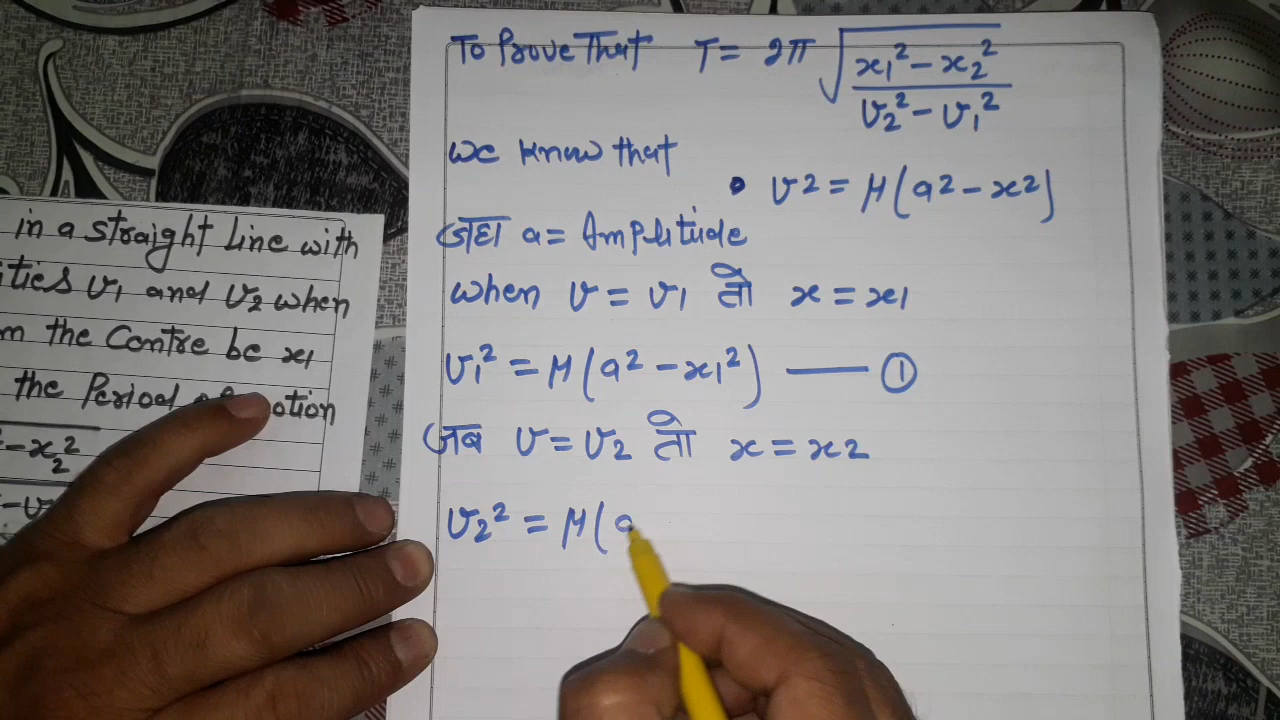 To Prove That T = 2π √ x₁² - x₂² / v₂² - v₁²
we know that
• v² = μ(a² - x²)
जहा a = Amplitude
when v = v₁ तो x = x₁
v₁² = μ(a² - x₁²) —— ①
जब v = v₂ तो x = x₂
v₂² = μ(a
in a straight line with
ities v₁ and v₂ when
m the Centre be x₁
the Period of motion
- x₂²
- v